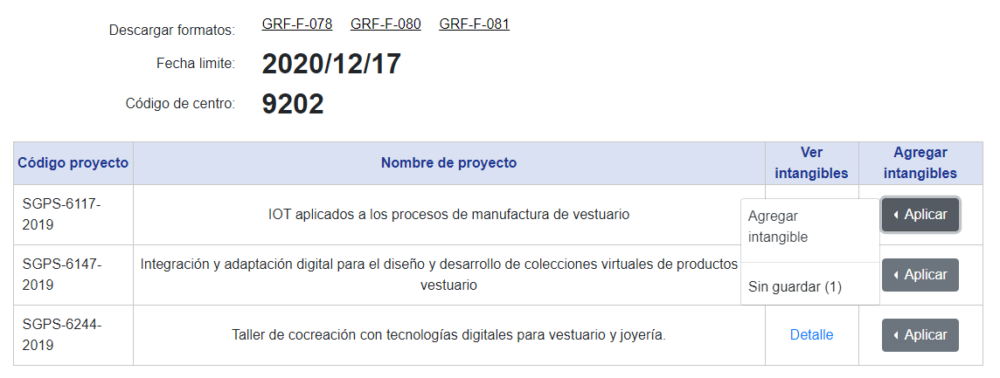 Descargar formatos: GRF-F-078 GRF-F-080 GRF-F-081
Fecha limite: 2020/12/17
Código de centro: 9202
Código proyecto Nombre de proyecto Ver intangibles Agregar intangibles
SGPS-6117-
2019
IOT aplicados a los procesos de manufactura de vestuario
Agregar
intangible
Sin guardar (1)
Aplicar
SGPS-6147-
2019
Integración y adaptación digital para el diseño y desarrollo de colecciones virtuales de productos
vestuario
Aplicar
SGPS-6244-
2019
Taller de cocreación con tecnologías digitales para vestuario y joyería.
Detalle
Aplicar